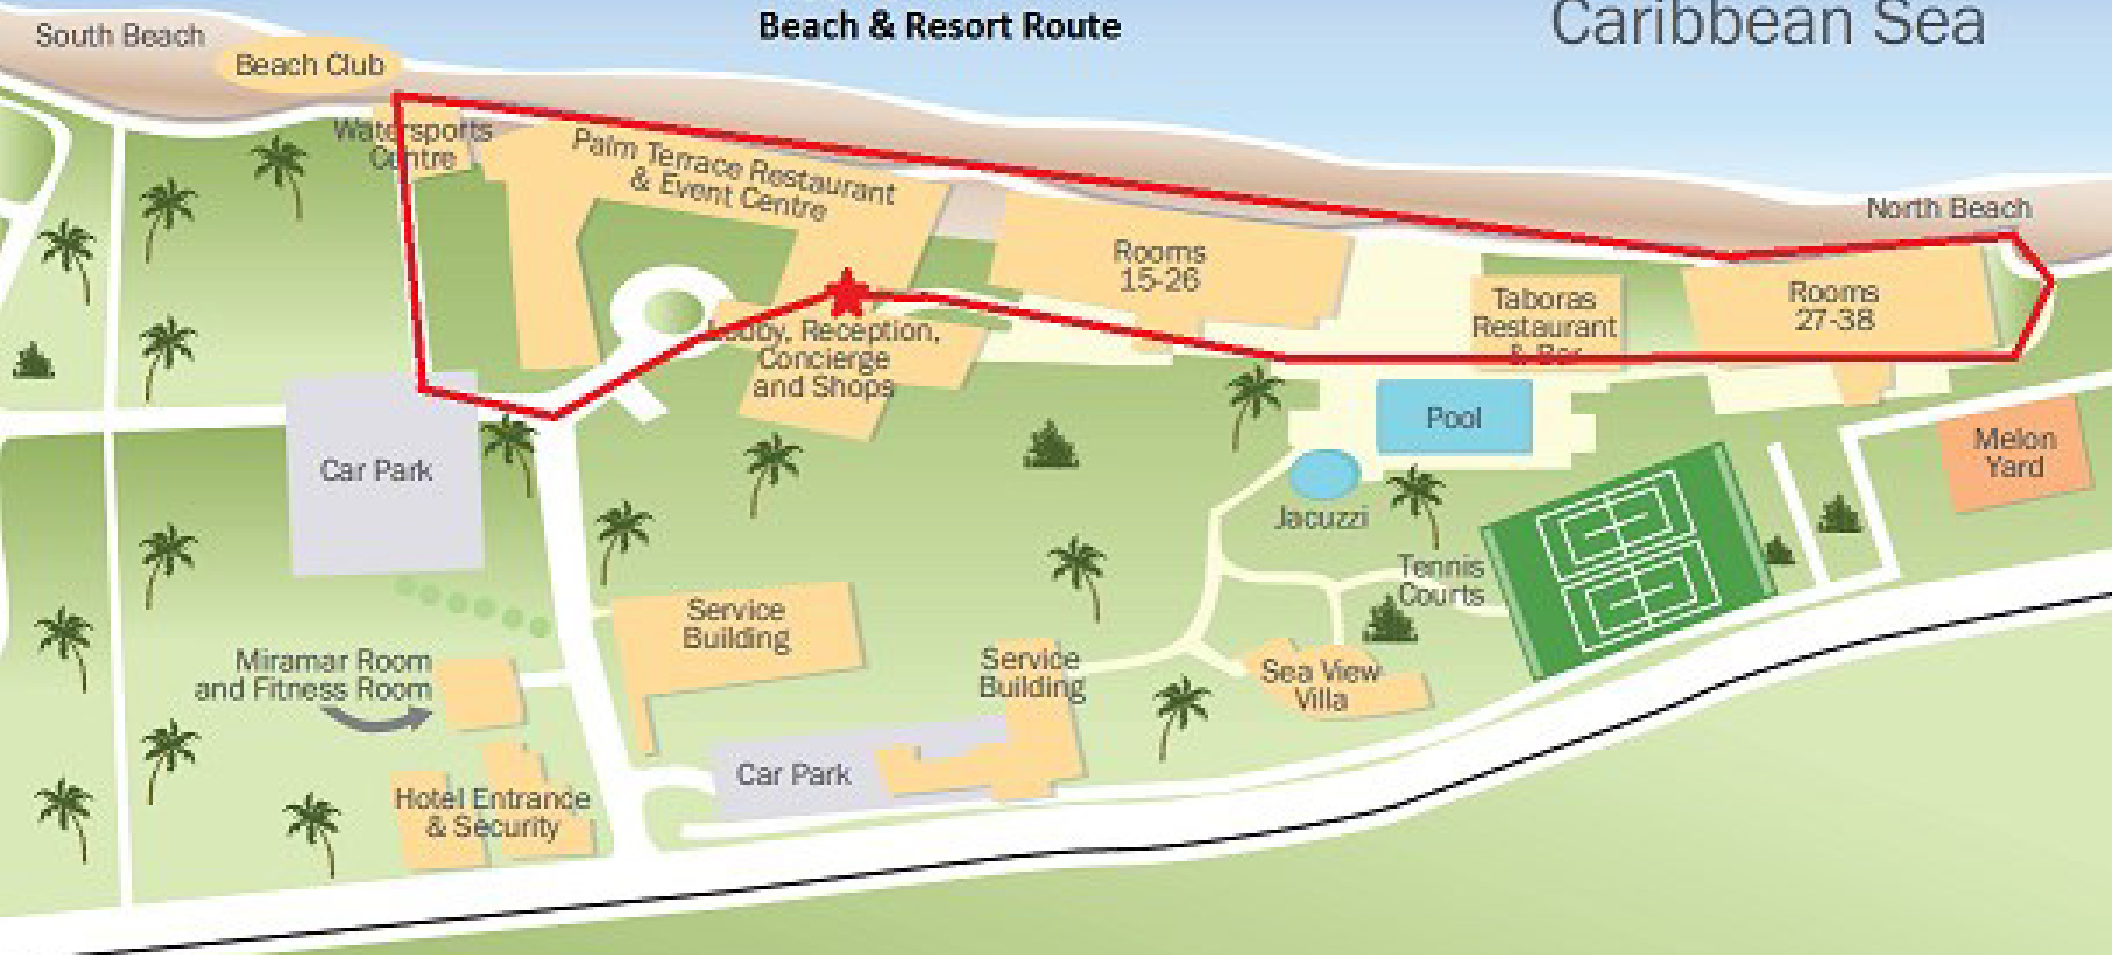 Beach & Resort Route
Caribbean Sea
South Beach
Beach Club
Watersports
Centre
Palm Terrace Restaurant
& Event Centre
North Beach
Rooms
15-26
Taboras
Restaurant
& Bar
Rooms
27-38
Lobby, Reception,
Concierge
and Shops
Pool
Car Park
Melon
Yard
Jacuzzi
Tennis
Courts
Service
Building
Miramar Room
and Fitness Room
Service
Building
Sea View
Villa
Car Park
Hotel Entrance
& Security